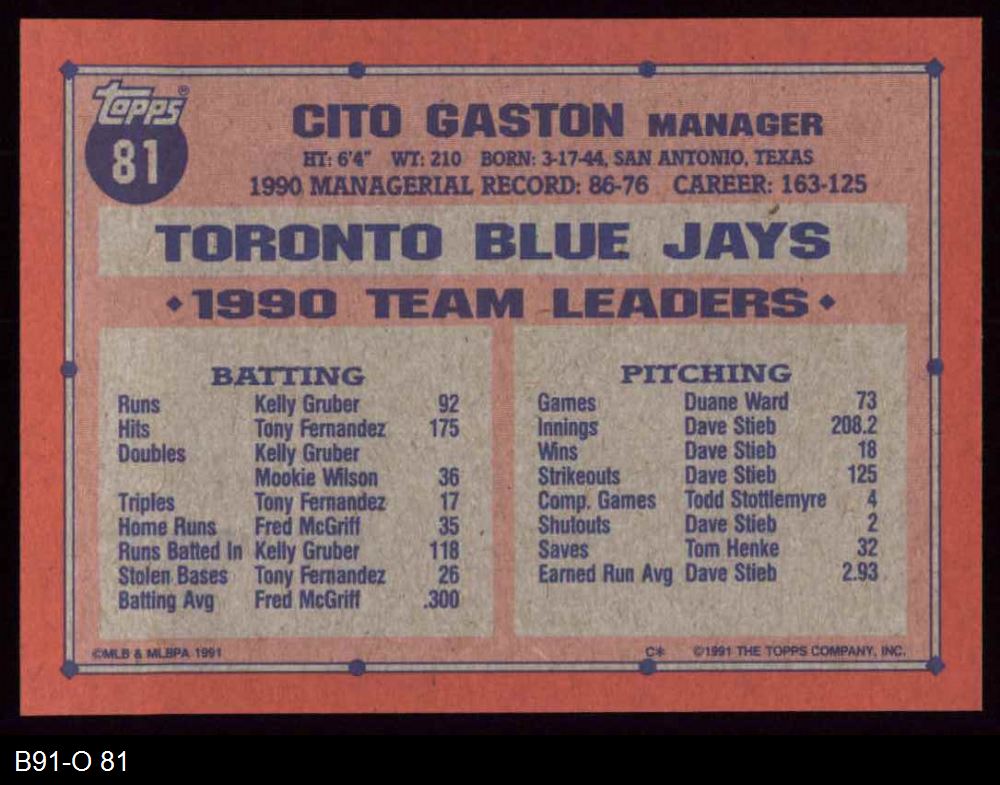 topps®
81
CITO GASTON MANAGER
HT: 6'4" WT: 210 BORN: 3-17-44, SAN ANTONIO, TEXAS
1990 MANAGERIAL RECORD: 86-76 CAREER: 163-125
TORONTO BLUE JAYS
◆1990 TEAM LEADERS◆
BATTING
Runs Kelly Gruber 92
Hits Tony Fernandez 175
Doubles Kelly Gruber
Mookie Wilson 36
Triples Tony Fernandez 17
Home Runs Fred McGriff 35
Runs Batted In Kelly Gruber 118
Stolen Bases Tony Fernandez 26
Batting Avg Fred McGriff .300
PITCHING
Games Duane Ward 73
Innings Dave Stieb 208.2
Wins Dave Stieb 18
Strikeouts Dave Stieb 125
Comp. Games Todd Stottlemyre 4
Shutouts Dave Stieb 2
Saves Tom Henke 32
Earned Run Avg Dave Stieb 2.93
©MLB & MLBPA 1991
C* ©1991 THE TOPPS COMPANY, INC.
B91-O 81